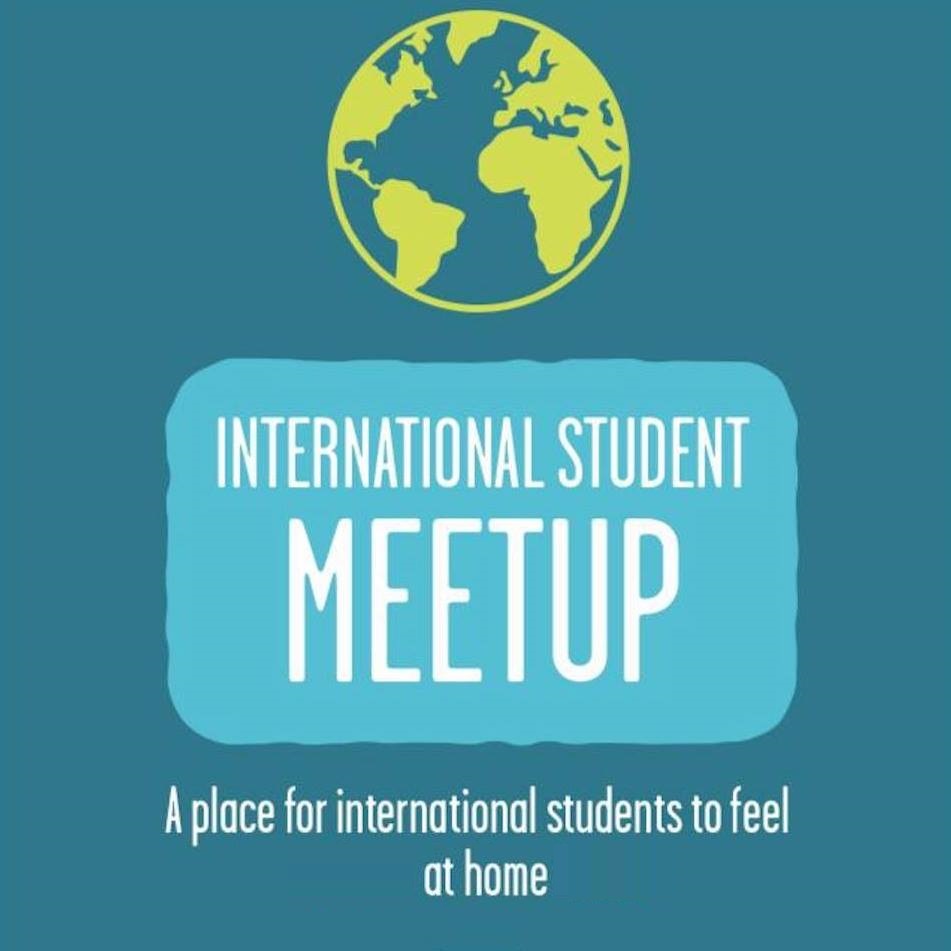 INTERNATIONAL STUDENT
MEETUP
A place for international students to feel
at home